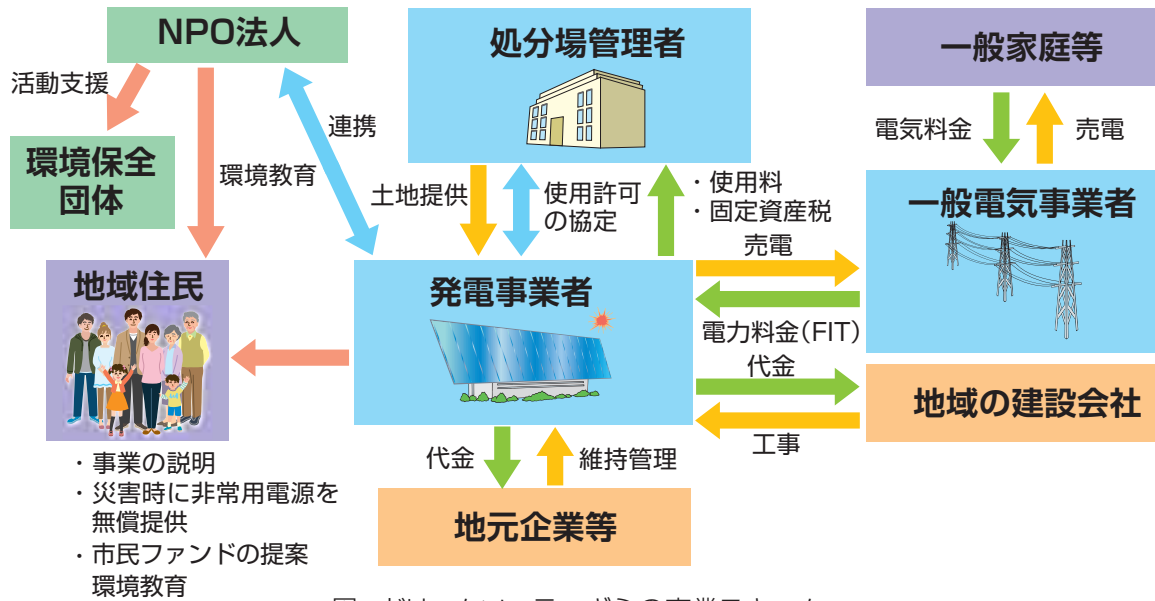 NPO法人
処分場管理者
一般家庭等
活動支援
連携
電気料金
売電
環境保全
団体
環境教育
土地提供
使用許可
の協定
・使用料
・固定資産税
一般電気事業者
売電
地域住民
発電事業者
電力料金(FIT)
代金
地域の建設会社
工事
・事業の説明
・災害時に非常用電源を
無償提供
・市民ファンドの提案
環境教育
代金
維持管理
地元企業等